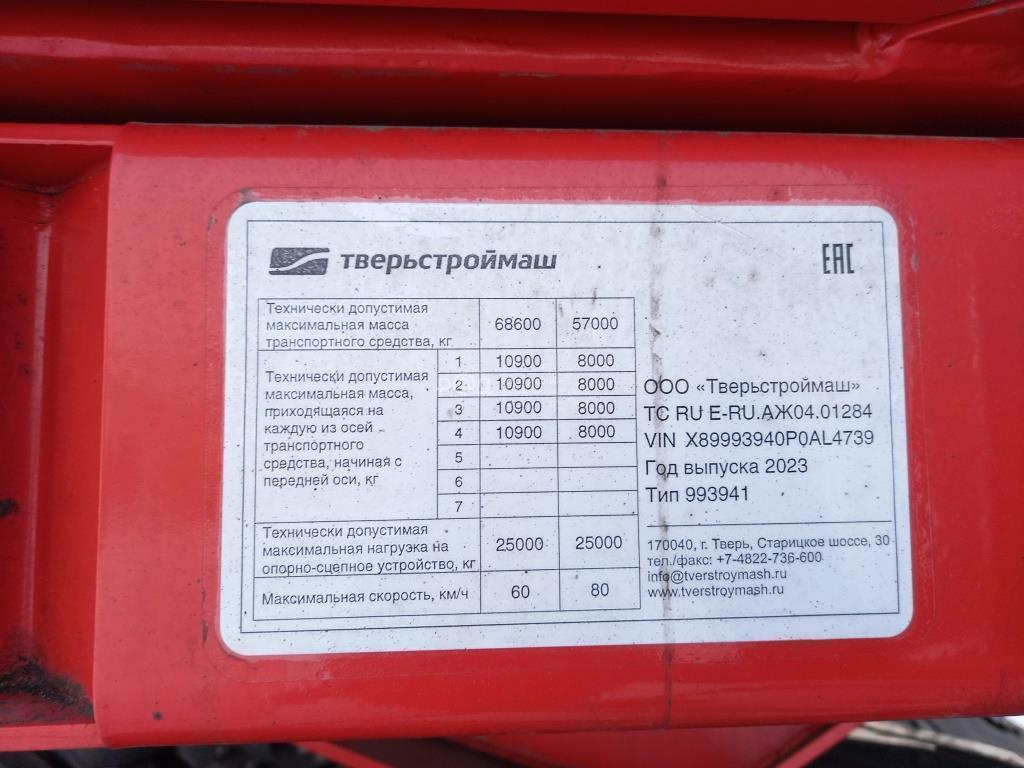 тверьстроймаш
EAC
Технически допустимая
максимальная масса
транспортного средства, кг
68600 57000
Технически допустимая
максимальная масса,
приходящаяся на
каждую из осей
транспортного
средства, начиная с
передней оси, кг
1 10900 8000
2 10900 8000
3 10900 8000
4 10900 8000
5
6
7
Технически допустимая
максимальная нагрузка на
опорно-сцепное устройство, кг
25000 25000
Максимальная скорость, км/ч 60 80
ООО «Тверьстроймаш»
ТС RU E-RU.АЖ04.01284
VIN X89993940P0AL4739
Год выпуска 2023
Тип 993941
170040, г. Тверь, Старицкое шоссе, 30
тел./факс: +7-4822-736-600
info@tverstroymash.ru
www.tverstroymash.ru